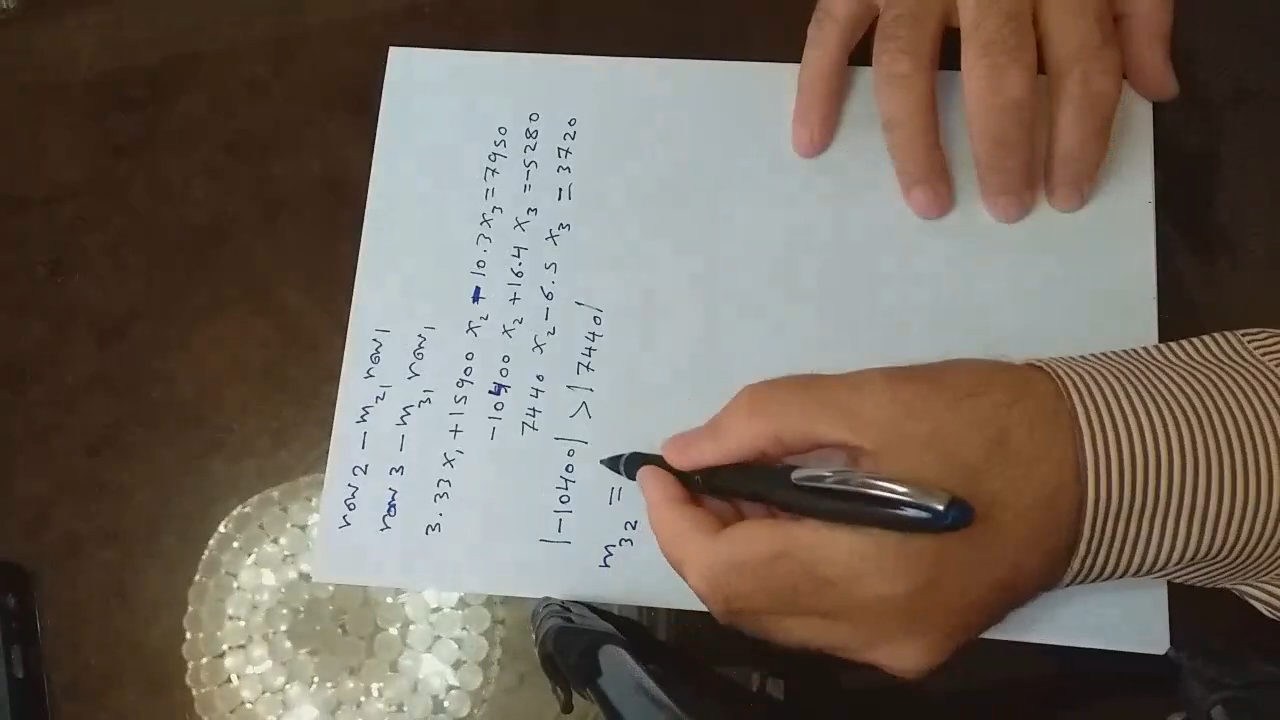 row 2 - m21 row 1
row 3 - m31 row 1
3.33 x1 + 15900 x2 - 10.3 x3 = 7950
-10400 x2 + 16.4 x3 = -5280
7440 x2 - 6.5 x3 = 3720
|-10400| > |7440|
m32 =